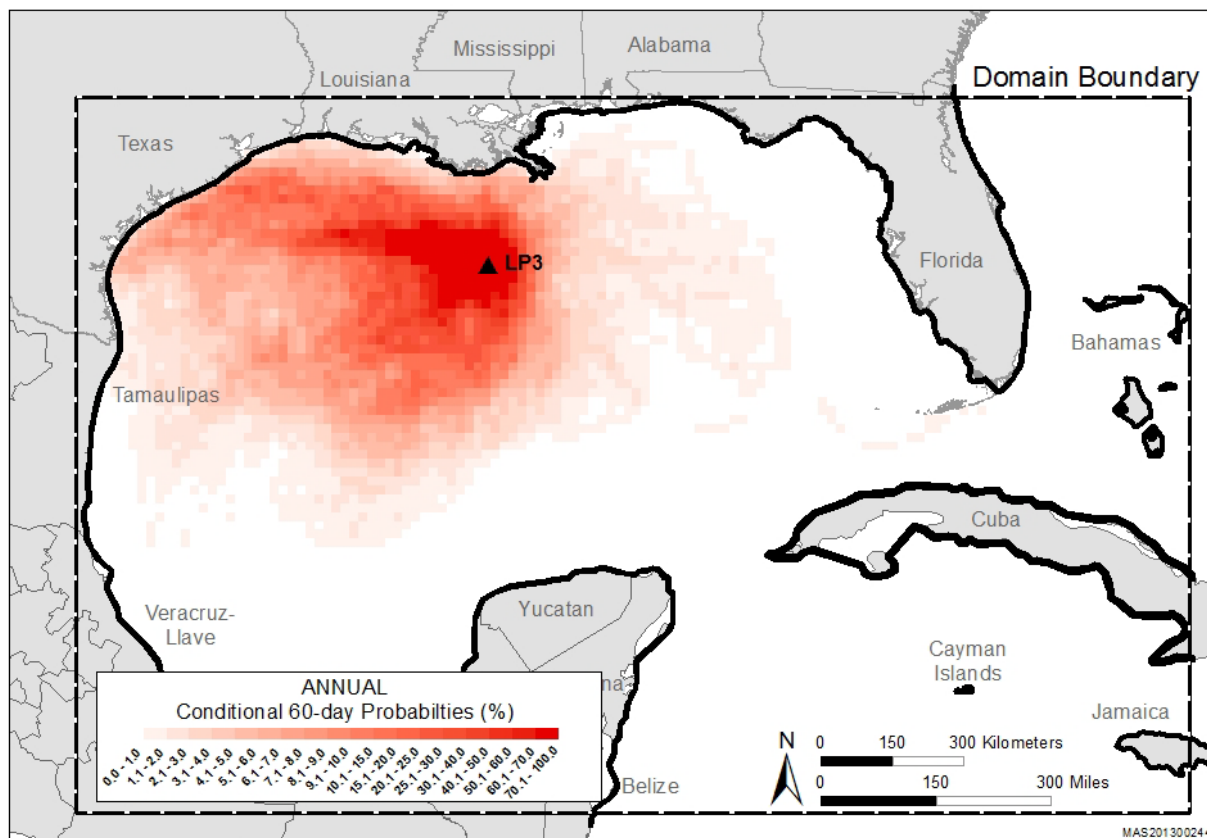 Mississippi
Alabama
Louisiana
Domain Boundary
Texas
LP3
Florida
Bahamas
Tamaulipas
Cuba
Yucatan
Veracruz-
Llave
Cayman
Islands
na
Jamaica
Belize
ANNUAL
Conditional 60-day Probabilties (%)
0.0 - 1.0
1.1 - 2.0
2.1 - 3.0
3.1 - 4.0
4.1 - 5.0
5.1 - 6.0
6.1 - 7.0
7.1 - 8.0
8.1 - 9.0
9.1 - 10.0
10.1 - 15.0
15.1 - 20.0
20.1 - 25.0
25.1 - 30.0
30.1 - 40.0
40.1 - 50.0
50.1 - 60.0
60.1 - 70.0
70.1 - 100.0
N
0 150 300 Kilometers
0 150 300 Miles